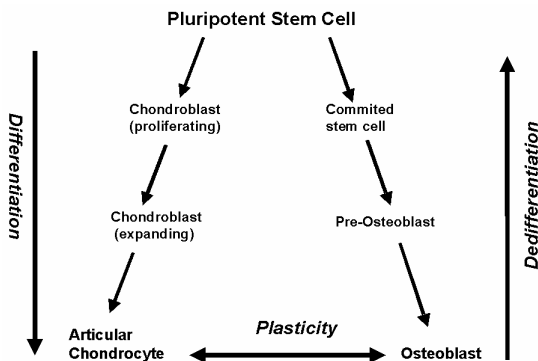 Pluripotent Stem Cell
Differentiation
Chondroblast
(proliferating)
Commited
stem cell
Dedifferentiation
Chondroblast
(expanding)
Pre-Osteoblast
Plasticity
Articular
Chondrocyte
Osteoblast